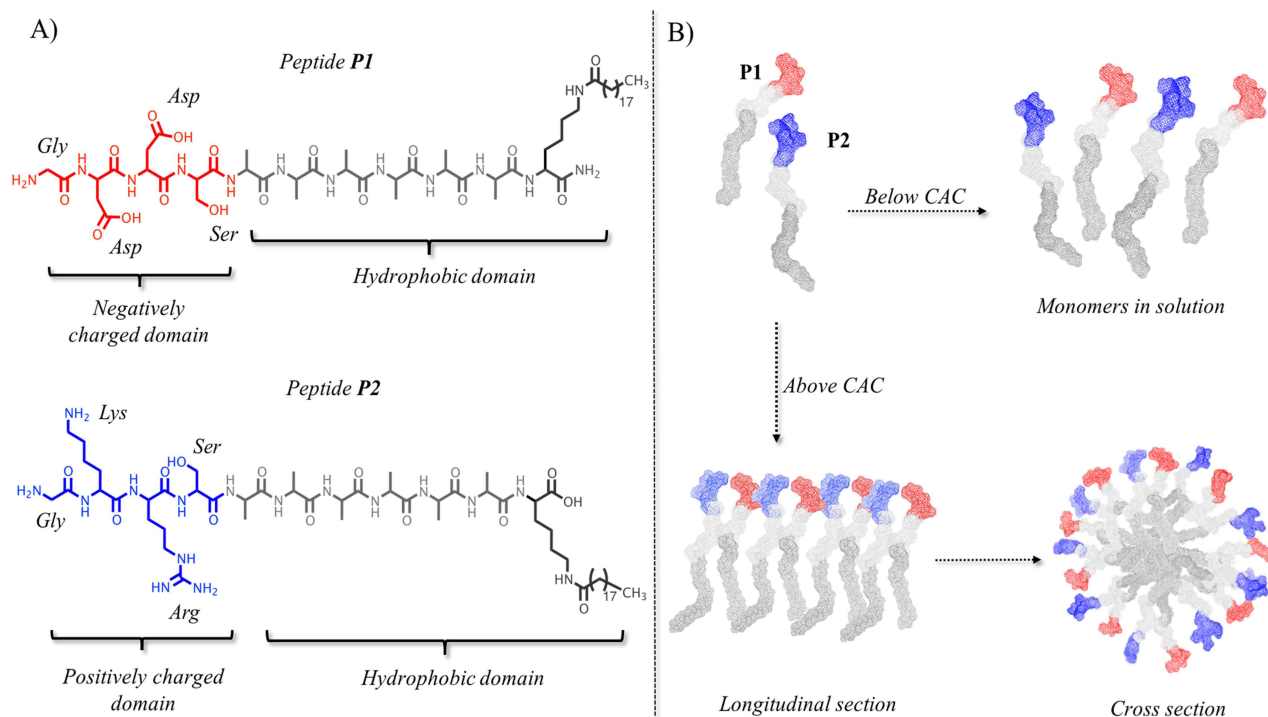 A)
Peptide P1
O
CH3
NH
17
Asp
O
OH
Gly
O
H
N
O
H
N
O
H
N
O
H
N
O
H
N
O
NH2
H2N
N
H
O
N
H
O
N
H
O
N
H
O
N
H
O
N
H
O
OH
OH
O
Asp
Ser
Hydrophobic domain
Negatively
charged domain
Peptide P2
NH2
Lys
Ser
HO
O
H
N
O
H
N
O
H
N
O
H
N
O
H
N
O
OH
H2N
N
H
O
N
H
O
N
H
O
N
H
O
N
H
O
N
H
O
Gly
NH
HN
NH2
NH
O
17
CH3
Arg
Positively charged
domain
Hydrophobic domain
B)
P1
P2
Below CAC
Monomers in solution
Above CAC
Longitudinal section
Cross section